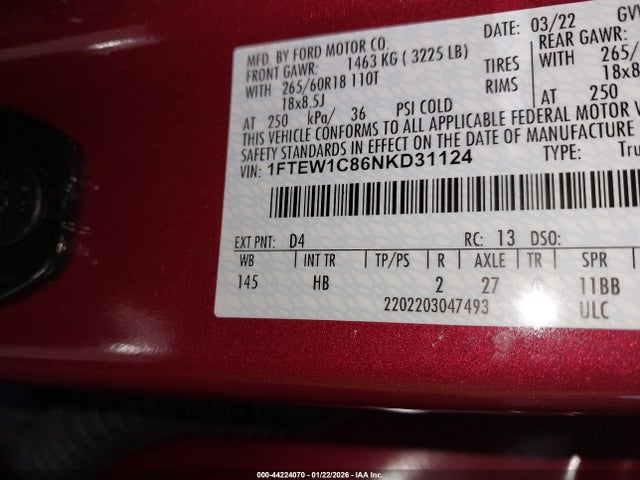 MFD. BY FORD MOTOR CO.
DATE: 03/22
FRONT GAWR: 1463 KG ( 3225 LB)
REAR GAWR:
WITH 265/60R18 110T TIRES
WITH 265/
18x8.5J RIMS
18x8.
AT 250 kPa/ 36 PSI COLD
AT 250
THIS VEHICLE CONFORMS TO ALL APPLICABLE FEDERAL MOTOR
SAFETY STANDARDS IN EFFECT ON THE DATE OF MANUFACTURE
VIN: 1FTEW1C86NKD31124
TYPE:
EXT PNT: D4 RC: 13 DSO:
WB INT TR TP/PS R AXLE TR SPR
145 HB 2 27 11BB
2202203047493 ULC
000-44224070 - 01/22/2026 - IAA Inc.